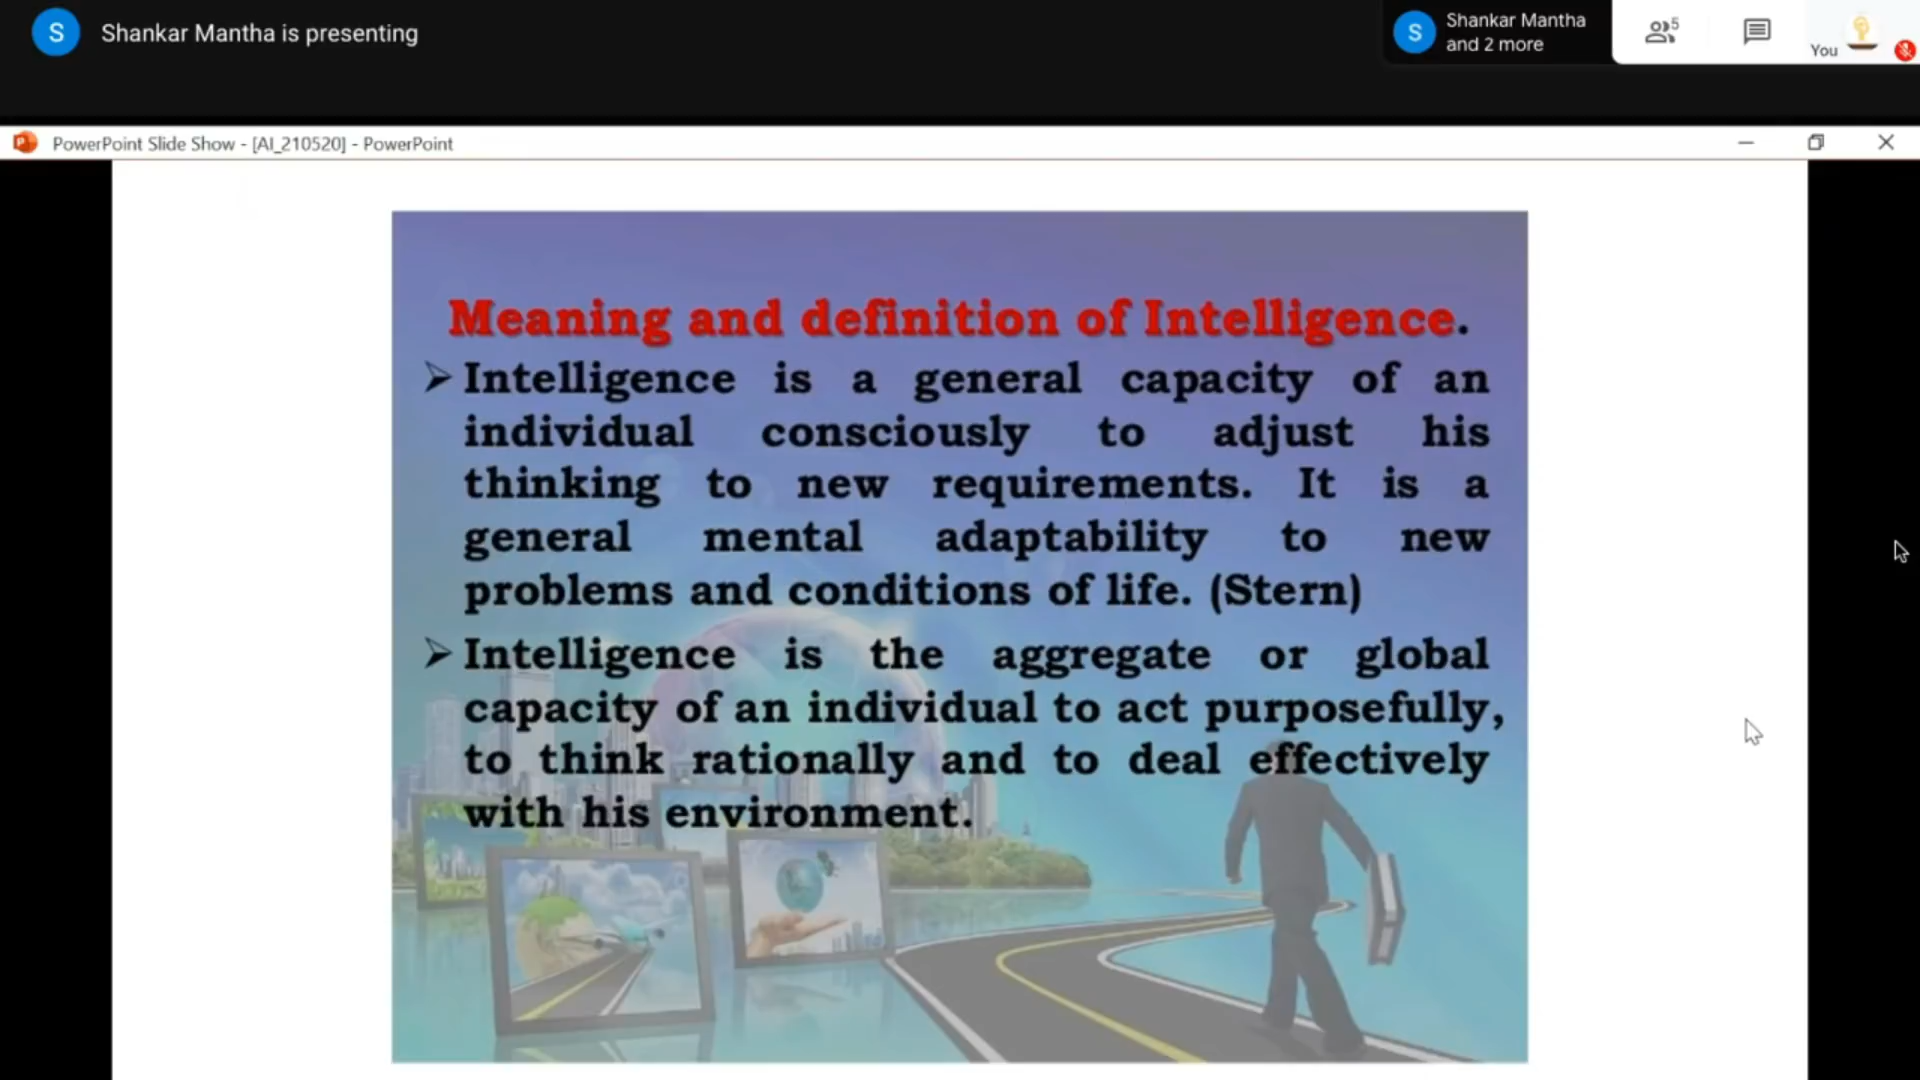 S
Shankar Mantha is presenting
S
Shankar Mantha
and 2 more
5
You
PowerPoint Slide Show - [AI_210520] - PowerPoint
Meaning and definition of Intelligence.
Intelligence is a general capacity of an
individual consciously to adjust his
thinking to new requirements. It is a
general mental adaptability to new
problems and conditions of life. (Stern)
Intelligence is the aggregate or global
capacity of an individual to act purposefully,
to think rationally and to deal effectively
with his environment.